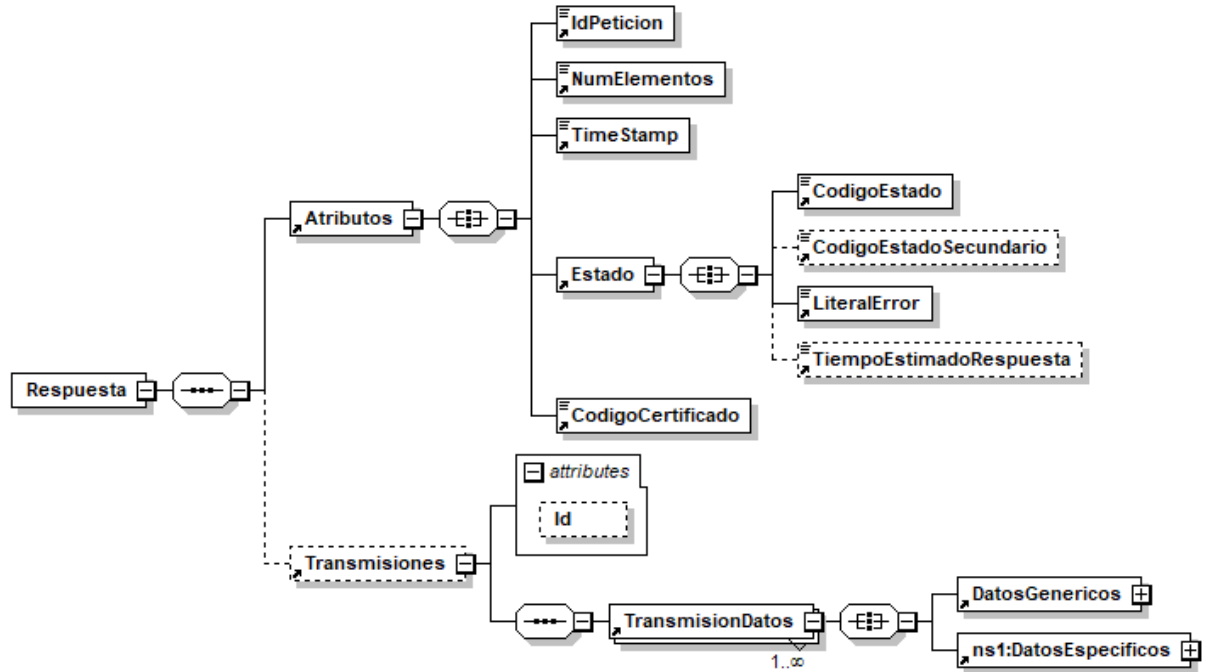 IdPeticion
NumElementos
TimeStamp
CodigoEstado
Atributos
CodigoEstadoSecundario
Estado
LiteralError
TiempoEstimadoRespuesta
Respuesta
CodigoCertificado
attributes
Id
Transmisiones
DatosGenericos
TransmisionDatos
ns1:DatosEspecificos
1..∞